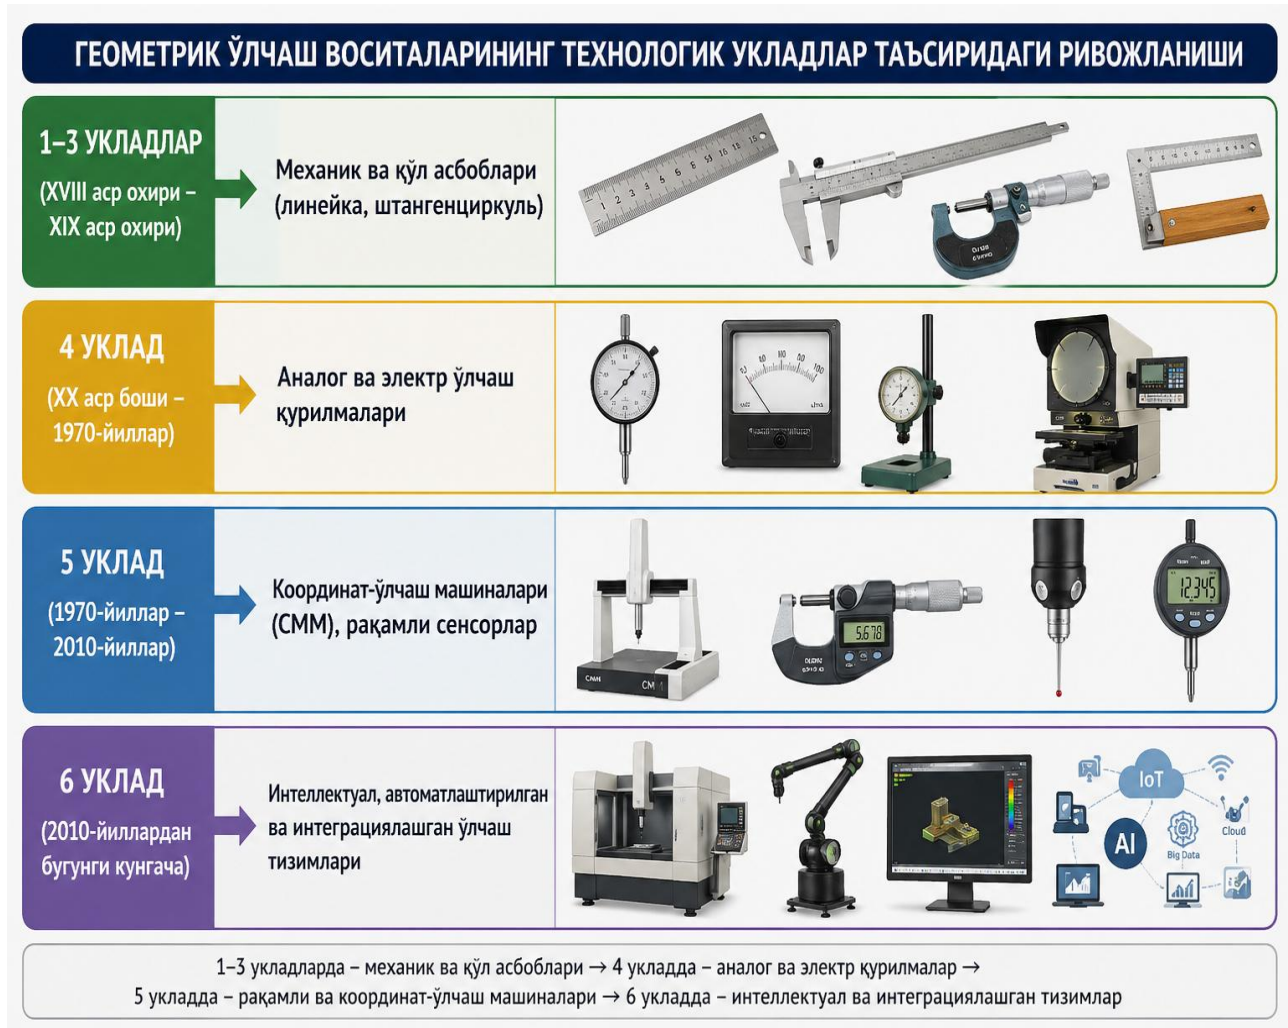 ГЕОМЕТРИК ЎЛЧАШ ВОСИТАЛАРИНИНГ ТЕХНОЛОГИК УКЛАДЛАР ТАЪСИРИДАГИ РИВОЖЛАНИШИ
1–3 УКЛАДЛАР
(XVIII аср охири –
XIX аср охири)
Механик ва қўл асбоблари
(линейка, штангенциркуль)
4 УКЛАД
(XX аср боши –
1970-йиллар)
Аналог ва электр ўлчаш
қурилмалари
5 УКЛАД
(1970-йиллар –
2010-йиллар)
Координат-ўлчаш машиналари
(CMM), рақамли сенсорлар
5.678
12.345
6 УКЛАД
(2010-йиллардан
бугунги кунгача)
Интеллектуал, автоматлаштирилган
ва интеграциялашган ўлчаш
тизимлари
IoT
AI
Big Data
Cloud
1–3 укладларда – механик ва қўл асбоблари → 4 укладда – аналог ва электр қурилмалар →
5 укладда – рақамли ва координат-ўлчаш машиналари → 6 укладда – интеллектуал ва интеграциялашган тизимлар